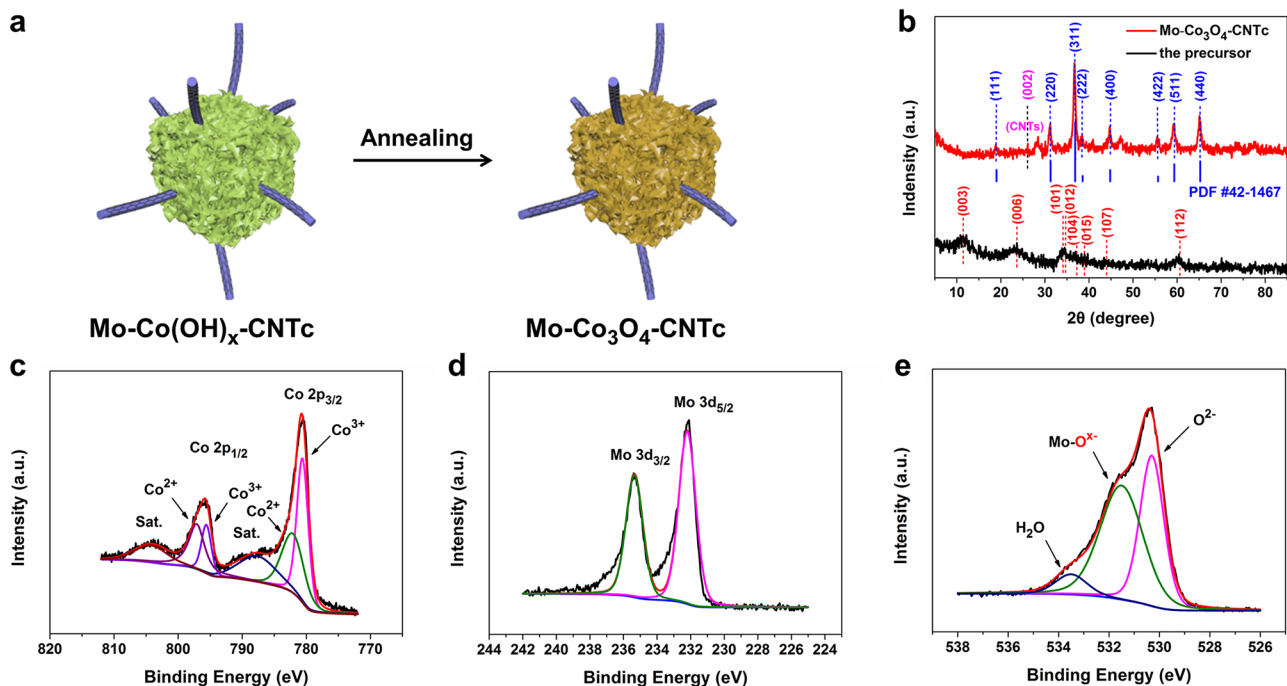 a
Annealing
Mo-Co(OH)x-CNTc
Mo-Co3O4-CNTc
b
Mo-Co3O4-CNTc
the precursor
(111)
(002)
(CNTs)
(220)
(311)
(222)
(400)
(422)
(511)
(440)
PDF #42-1467
(003)
(006)
(101)
(012)
(104)
(015)
(107)
(112)
Indensity (a.u.)
10 20 30 40 50 60 70 80
2θ (degree)
c
Co 2p3/2
Co3+
Co 2p1/2
Co2+
Co3+
Co2+
Sat.
Sat.
Intensity (a.u.)
820 810 800 790 780 770
Binding Energy (eV)
d
Mo 3d5/2
Mo 3d3/2
Intensity (a.u.)
244 242 240 238 236 234 232 230 228 226 224
Binding Energy (eV)
e
Mo-Ox-
O2-
H2O
Intensity (a.u.)
538 536 534 532 530 528 526
Binding Energy (eV)